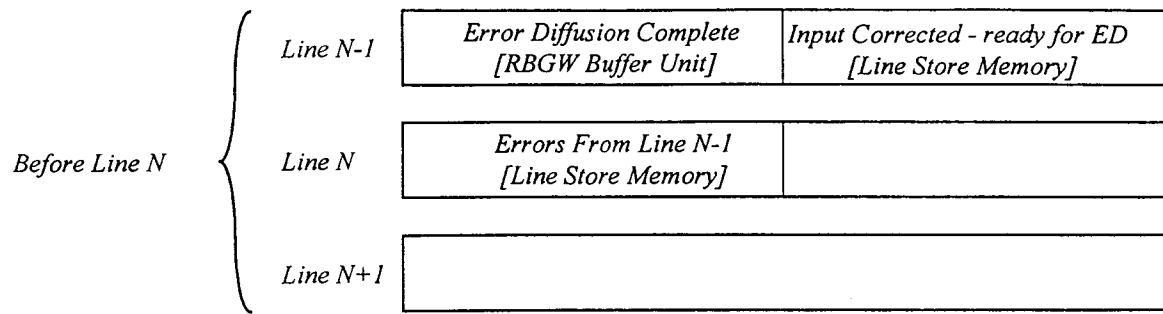 Line N-1
Error Diffusion Complete
[RBGW Buffer Unit]
Input Corrected - ready for ED
[Line Store Memory]
Before Line N
Line N
Errors From Line N-1
[Line Store Memory]
Line N+1